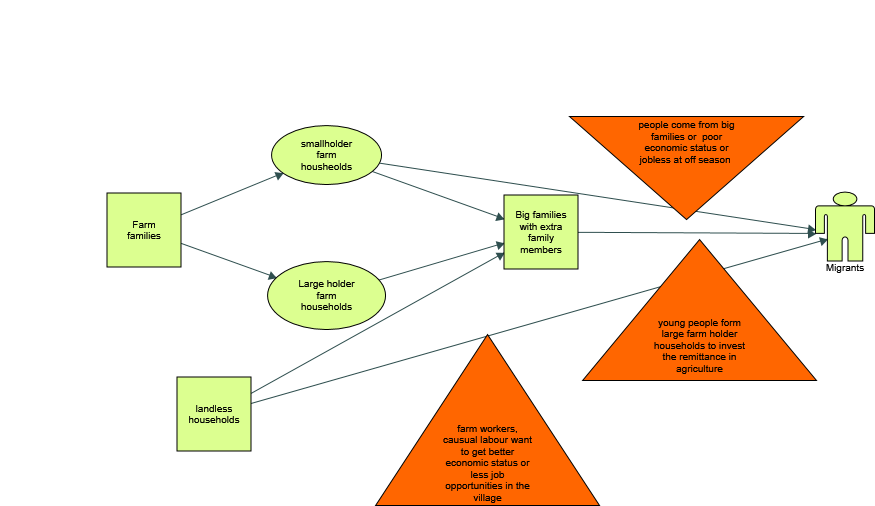 people come from big
families or  poor
economic status or
jobless at off season
smallholder
farm
housheolds
Farm
families
Big families
with extra
family
members
Migrants
Large holder
farm
households
young people form
large farm holder
households to invest
the remittance in
agriculture
landless
households
farm workers,
causual labour want
to get better
economic status or
less job
opportunities in the
village